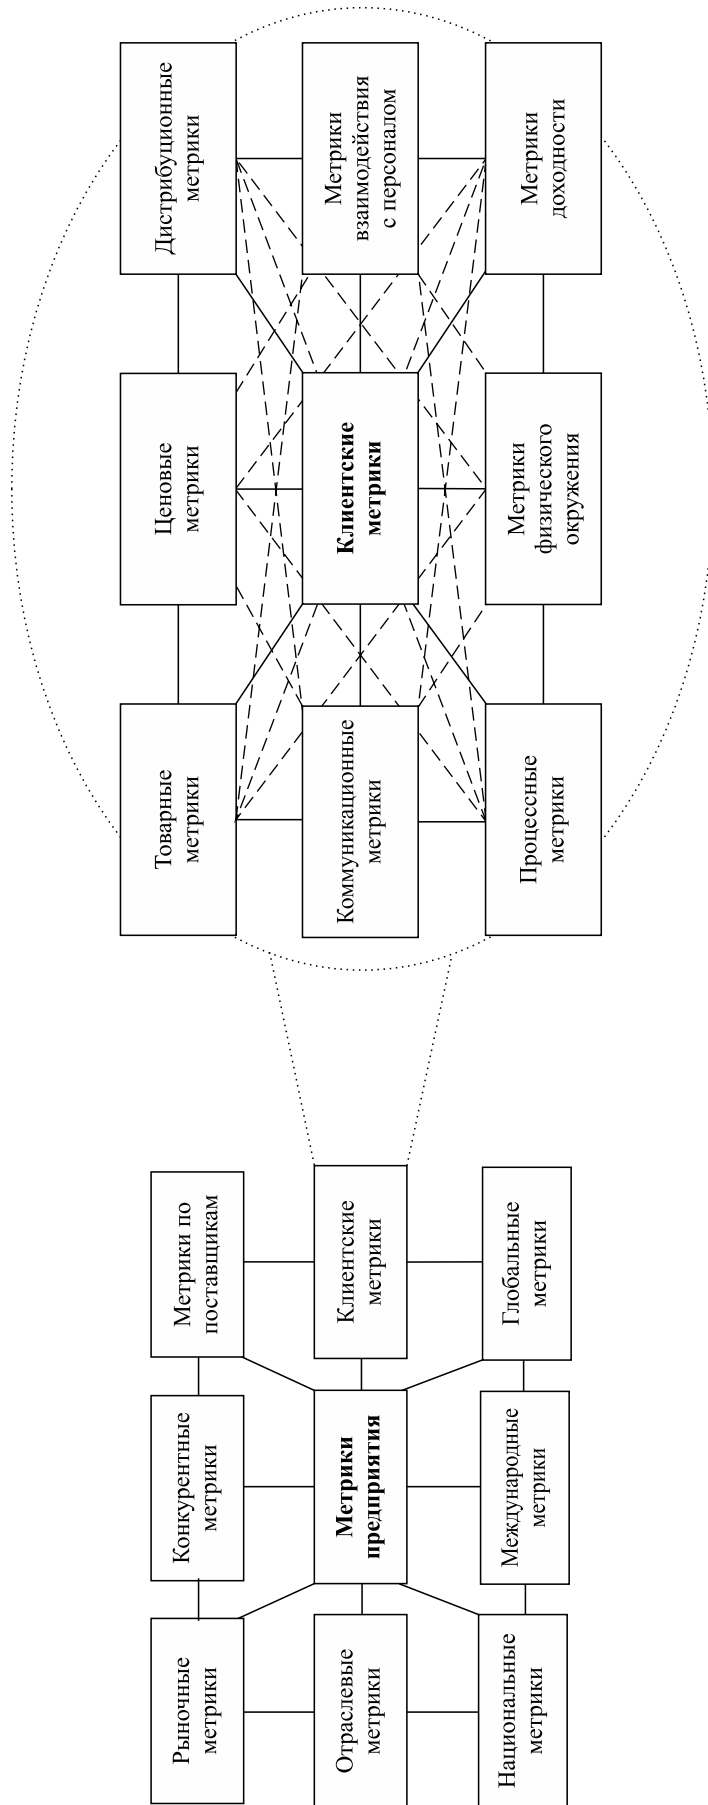 Рыночные
метрики
Конкурентные
метрики
Метрики по
поставщикам
Отраслевые
метрики
Метрики
предприятия
Клиентские
метрики
Национальные
метрики
Международные
метрики
Глобальные
метрики
Товарные
метрики
Ценовые
метрики
Дистрибуционные
метрики
Коммуникационные
метрики
Клиентские
метрики
Метрики
взаимодействия
с персоналом
Процессные
метрики
Метрики
физического
окружения
Метрики
доходности